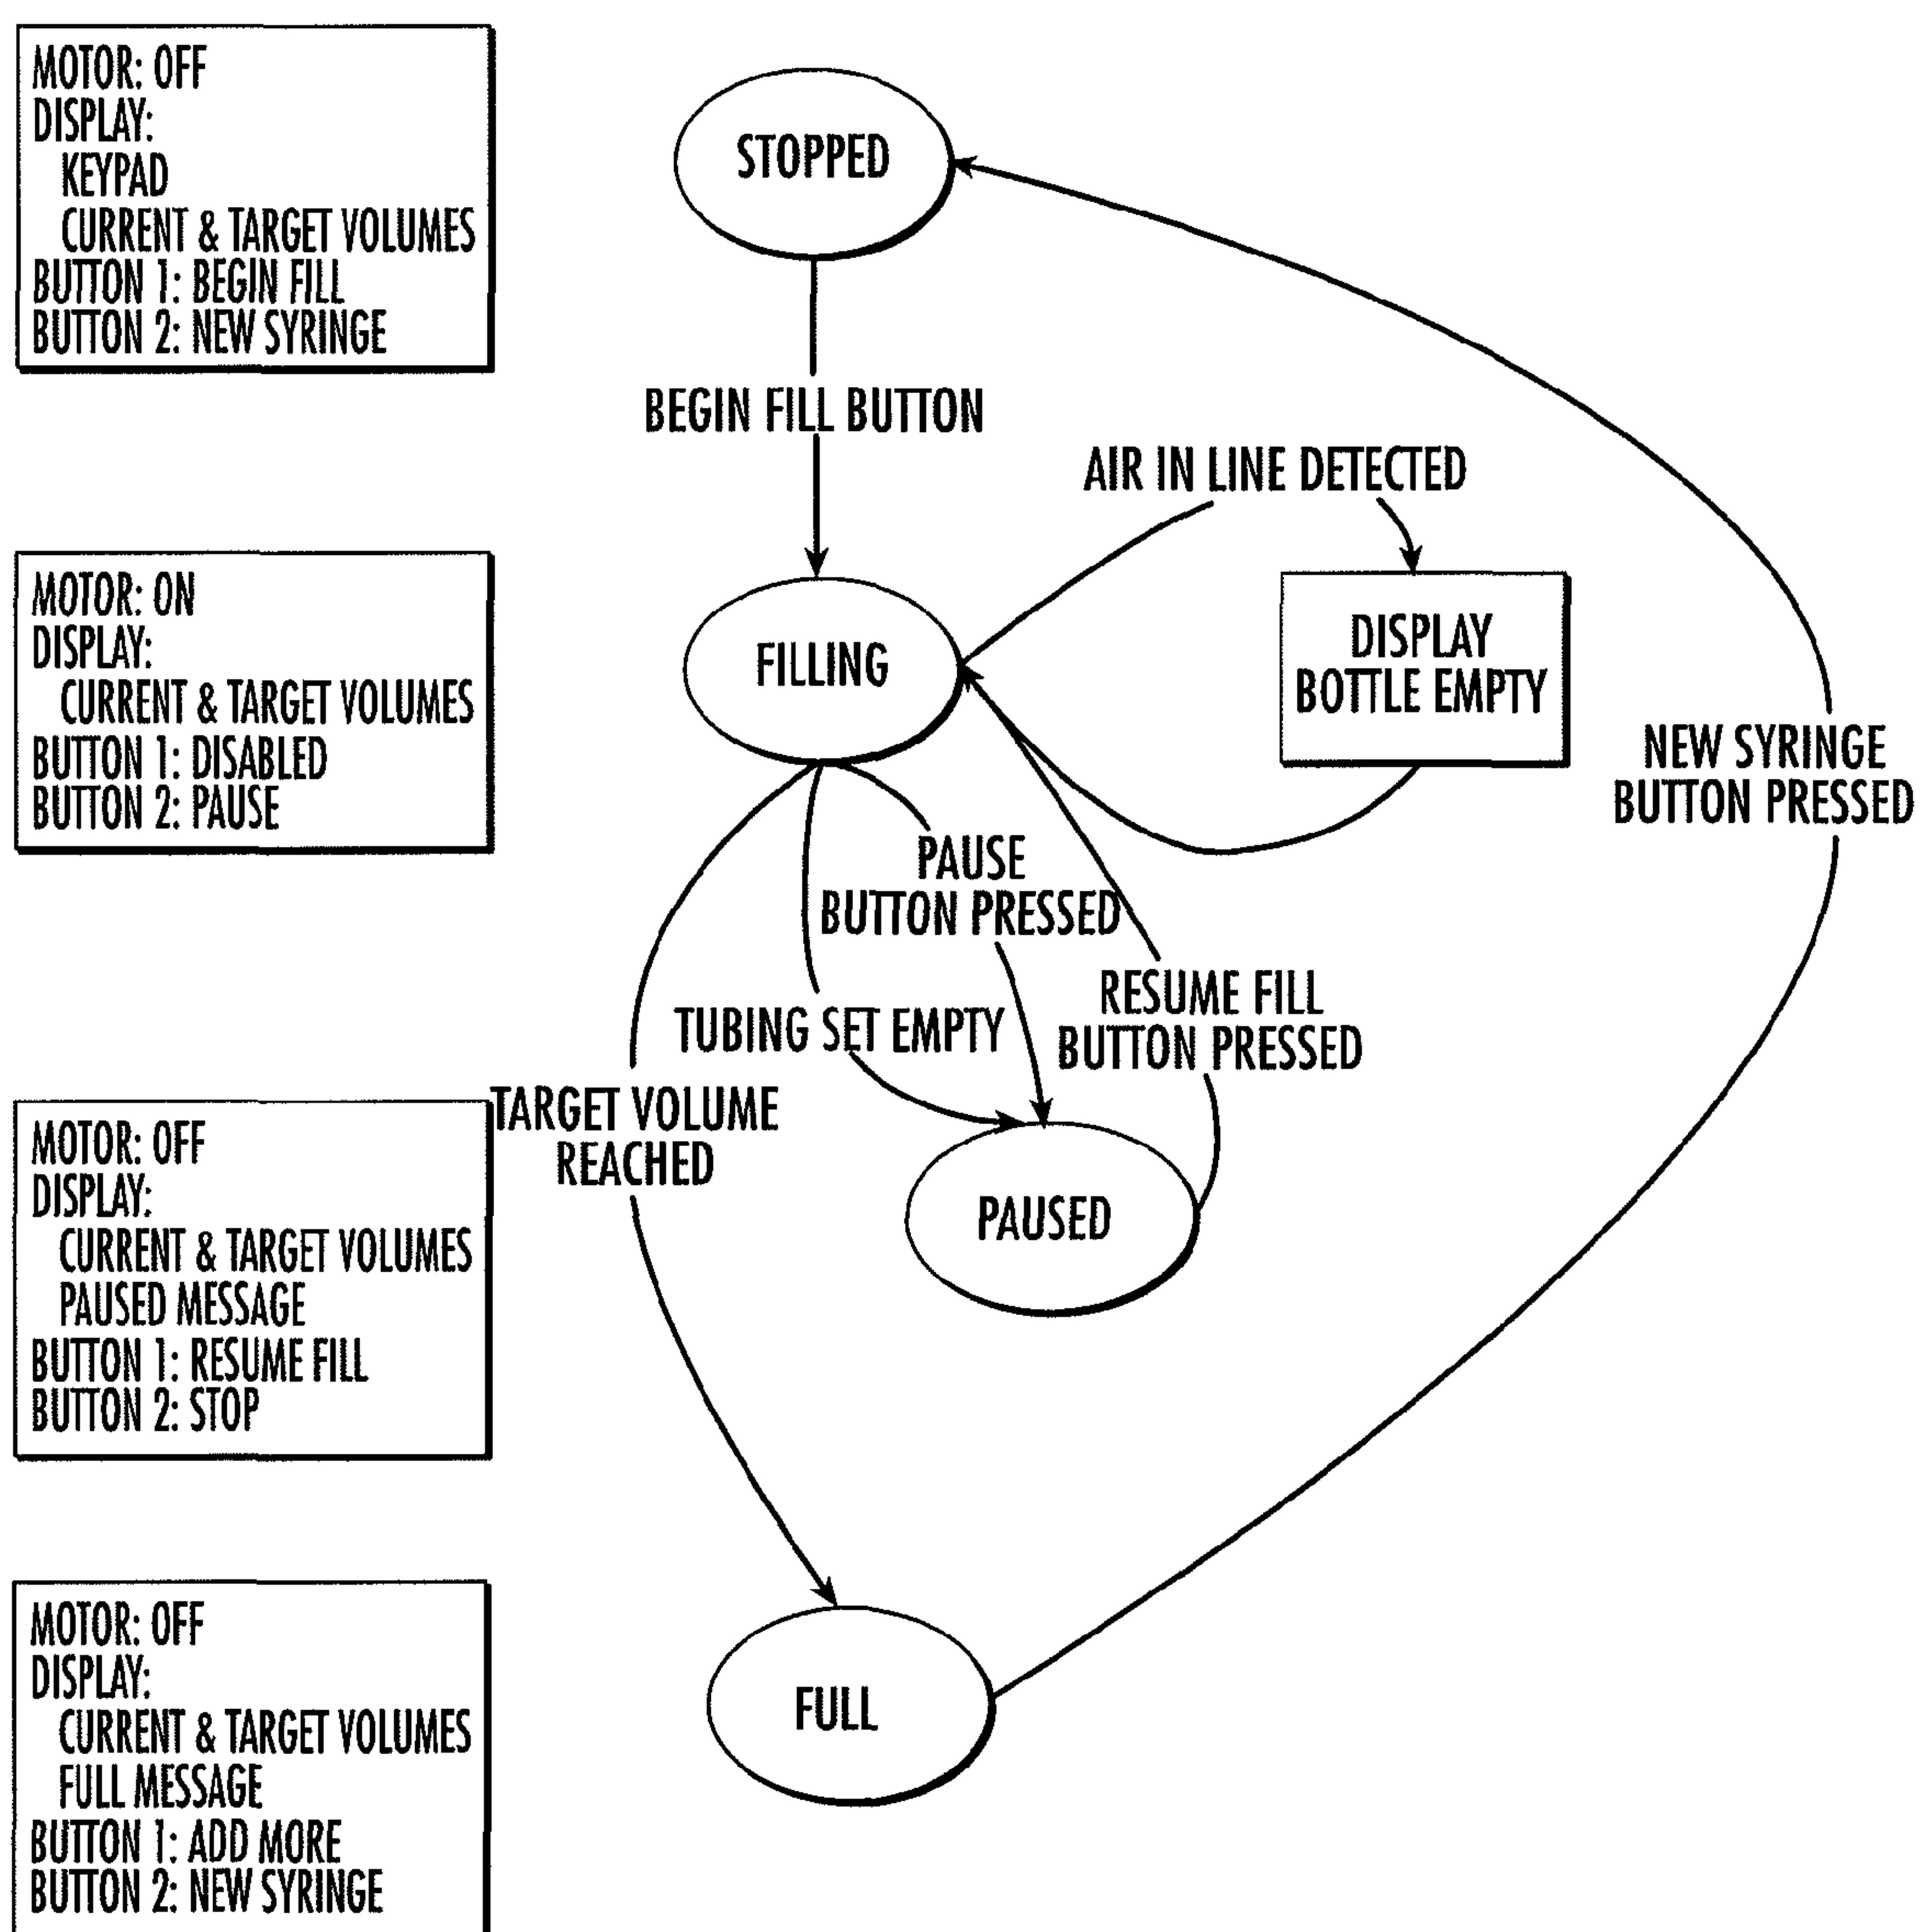 MOTOR: OFF
DISPLAY:
KEYPAD
CURRENT & TARGET VOLUMES
BUTTON 1: BEGIN FILL
BUTTON 2: NEW SYRINGE
STOPPED
BEGIN FILL BUTTON
AIR IN LINE DETECTED
MOTOR: ON
DISPLAY:
CURRENT & TARGET VOLUMES
BUTTON 1: DISABLED
BUTTON 2: PAUSE
FILLING
DISPLAY
BOTTLE EMPTY
NEW SYRINGE
BUTTON PRESSED
PAUSE
BUTTON PRESSED
RESUME FILL
BUTTON PRESSED
TUBING SET EMPTY
TARGET VOLUME
REACHED
MOTOR: OFF
DISPLAY:
CURRENT & TARGET VOLUMES
PAUSED MESSAGE
BUTTON 1: RESUME FILL
BUTTON 2: STOP
PAUSED
MOTOR: OFF
DISPLAY:
CURRENT & TARGET VOLUMES
FULL MESSAGE
BUTTON 1: ADD MORE
BUTTON 2: NEW SYRINGE
FULL